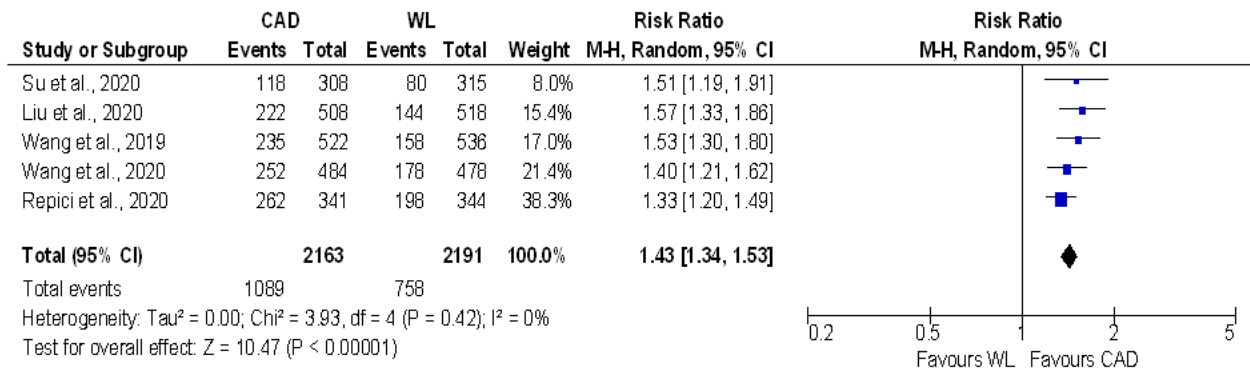 CAD WL Risk Ratio Risk Ratio
Study or Subgroup Events Total Events Total Weight M-H, Random, 95% CI M-H, Random, 95% CI
Su et al., 2020 118 308 80 315 8.0% 1.51 [1.19, 1.91]
Liu et al., 2020 222 508 144 518 15.4% 1.57 [1.33, 1.86]
Wang et al., 2019 235 522 158 536 17.0% 1.53 [1.30, 1.80]
Wang et al., 2020 252 484 178 478 21.4% 1.40 [1.21, 1.62]
Repici et al., 2020 262 341 198 344 38.3% 1.33 [1.20, 1.49]
Total (95% CI) 2163 2191 100.0% 1.43 [1.34, 1.53]
Total events 1089 758
Heterogeneity: Tau² = 0.00; Chi² = 3.93, df = 4 (P = 0.42); I² = 0%
Test for overall effect: Z = 10.47 (P < 0.00001)
0.2 0.5 1 2 5
Favours WL Favours CAD